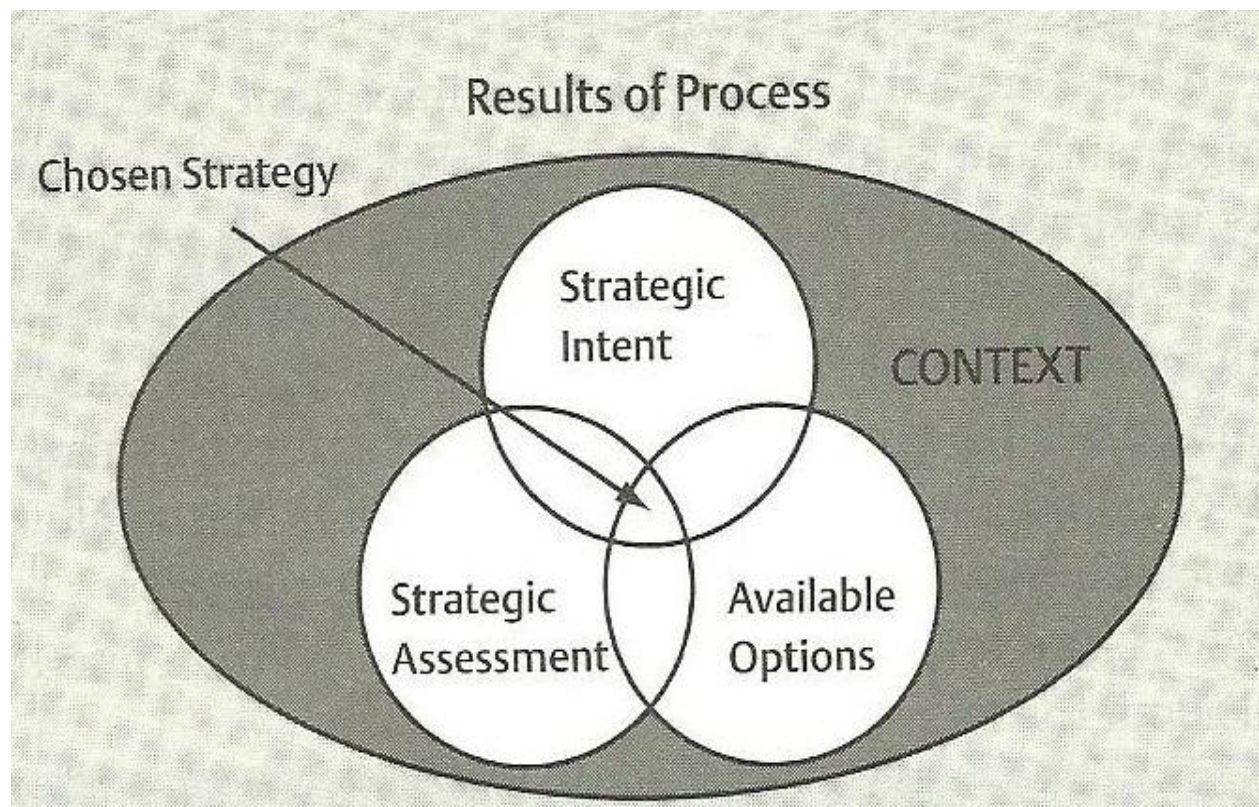 Results of Process
Chosen Strategy
Strategic
Intent
CONTEXT
Strategic
Assessment
Available
Options